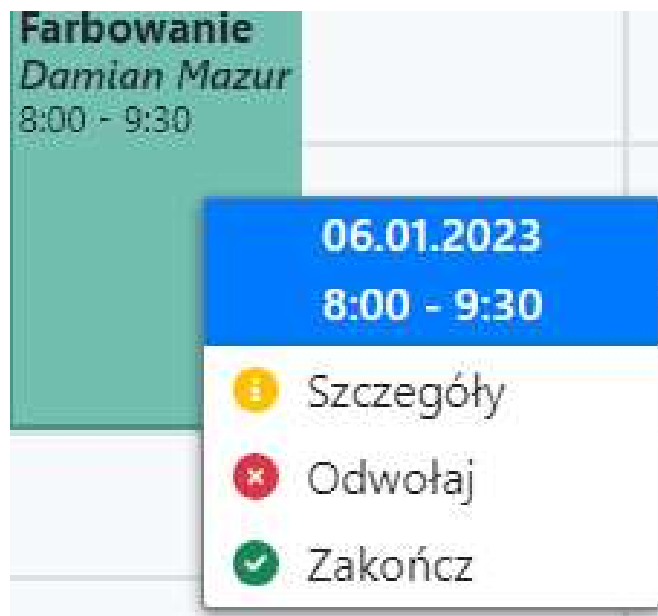 Farbowanie
Damian Mazur
8:00 - 9:30
06.01.2023
8:00 - 9:30
Szczegóły
Odwołaj
Zakończ